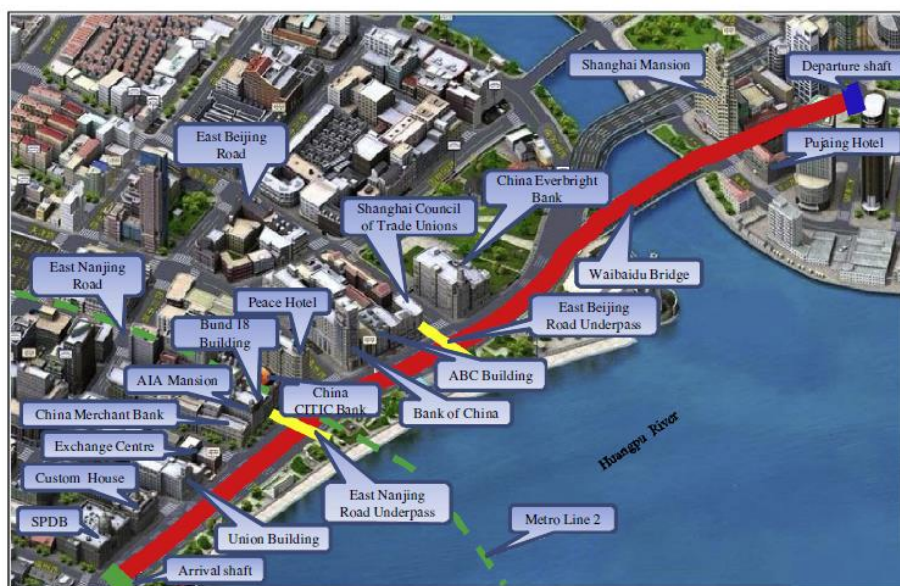 Shanghai Mansion
Departure shaft
East Beijing
Road
Pujaing Hotel
China Everbright
Bank
Shanghai Council
of Trade Unions
Waibaidu Bridge
East Nanjing
Road
Peace Hotel
East Beijing
Road Underpass
Bund 18
Building
ABC Building
AIA Mansion
China
CITIC Bank
Bank of China
China Merchant Bank
Exchange Centre
Huangpu River
Custom House
East Nanjing
Road Underpass
SPDB
Union Building
Metro Line 2
Arrival shaft